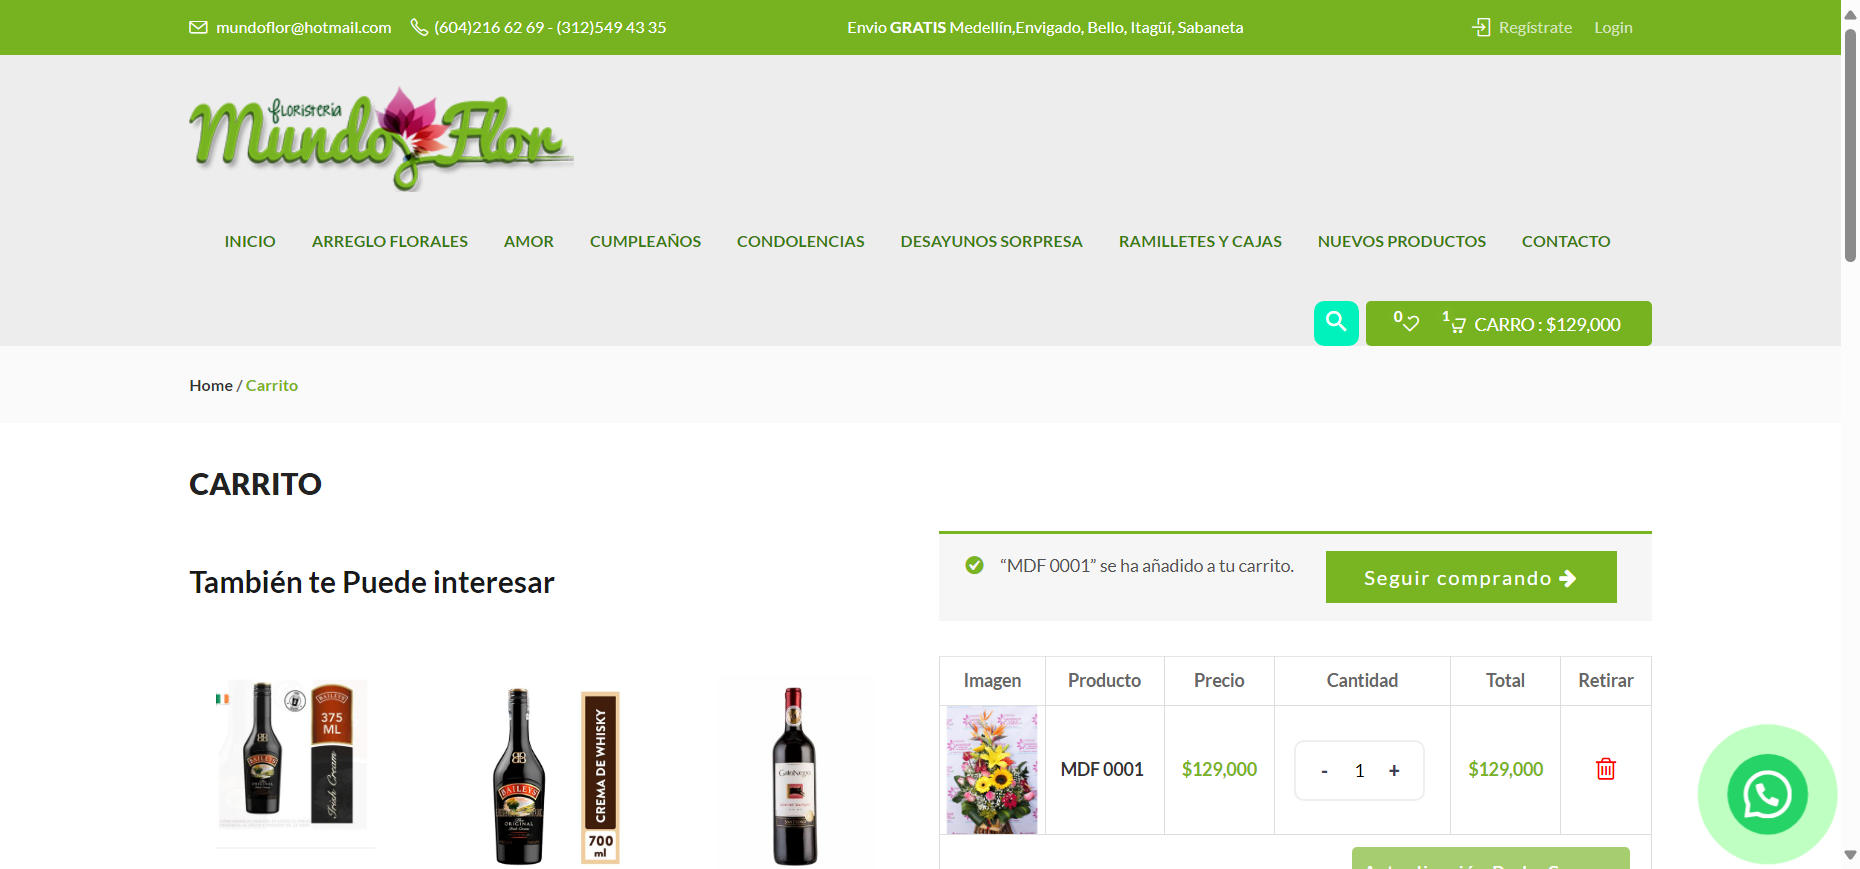 mundoflor@hotmail.com (604)216 62 69 - (312)549 43 35 Envio GRATIS Medellín,Envigado, Bello, Itagüí, Sabaneta Regístrate Login
FLORISTERIA
Mundo Flor
INICIO ARREGLO FLORALES AMOR CUMPLEAÑOS CONDOLENCIAS DESAYUNOS SORPRESA RAMILLETES Y CAJAS NUEVOS PRODUCTOS CONTACTO
0 1 CARRO : $129,000
Home / Carrito
CARRITO
También te Puede interesar
BAILEYS
375
ML
BAILEYS
Irish Cream
BAILEYS
THE
ORIGINAL
CREMA DE WHISKY
700
ml
GatoNegro
“MDF 0001” se ha añadido a tu carrito.
Seguir comprando
Imagen Producto Precio Cantidad Total Retirar
MDF 0001 $129,000 - 1 + $129,000